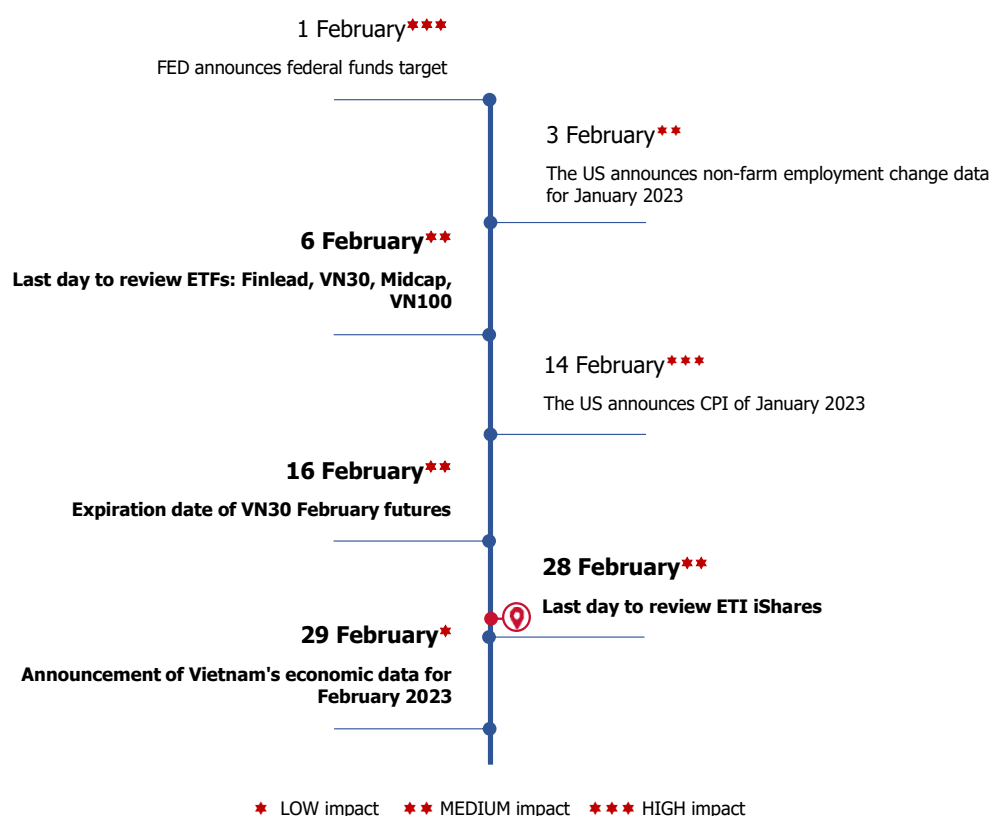 1 February✶✶✶
FED announces federal funds target
3 February✶✶
The US announces non-farm employment change data
for January 2023
6 February✶✶
Last day to review ETFs: Finlead, VN30, Midcap,
VN100
14 February✶✶✶
The US announces CPI of January 2023
16 February✶✶
Expiration date of VN30 February futures
28 February✶✶
Last day to review ETI iShares
29 February✶
Announcement of Vietnam's economic data for
February 2023
✶ LOW impact ✶✶ MEDIUM impact ✶✶✶ HIGH impact